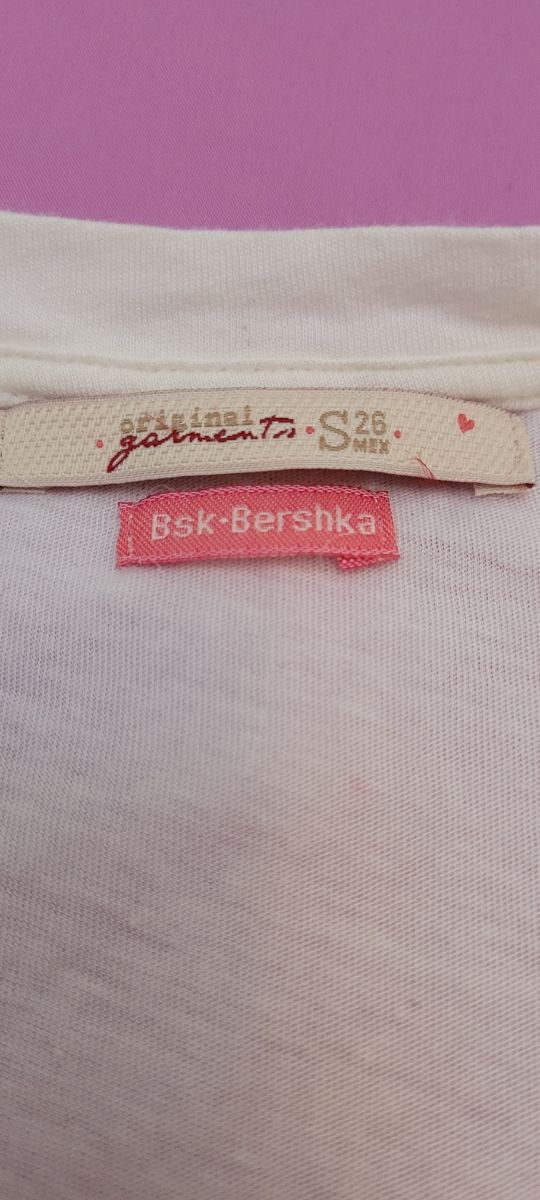 original
garments · S 26
MEX
Bsk·Bershka